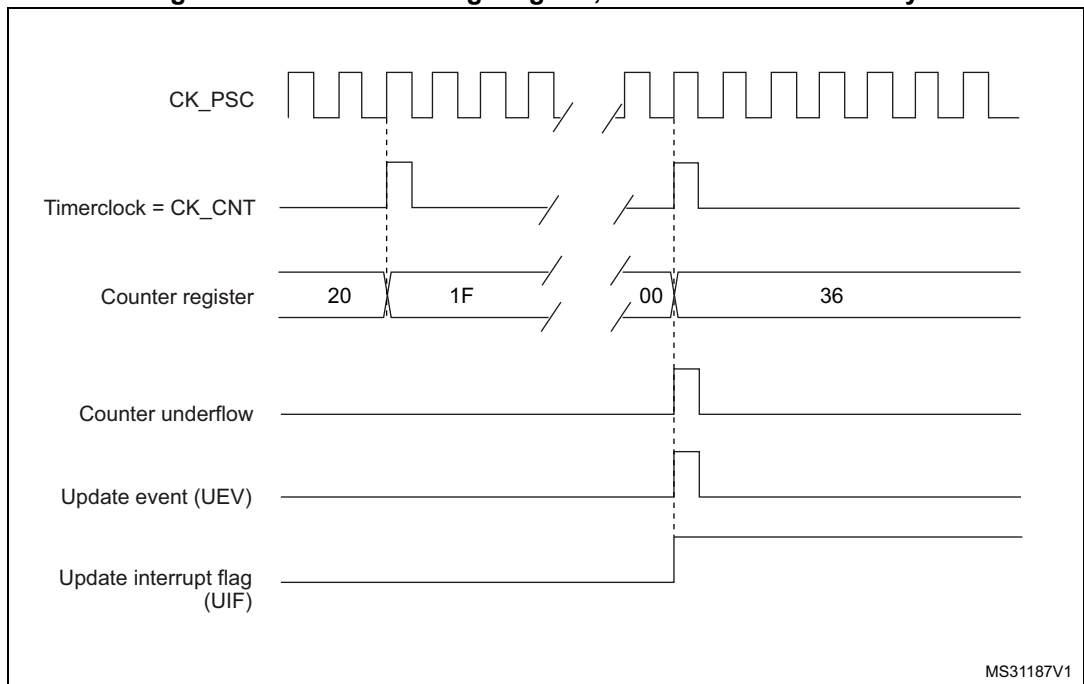 CK_PSC
Timerclock = CK_CNT
Counter register
20
1F
00
36
Counter underflow
Update event (UEV)
Update interrupt flag
(UIF)
MS31187V1